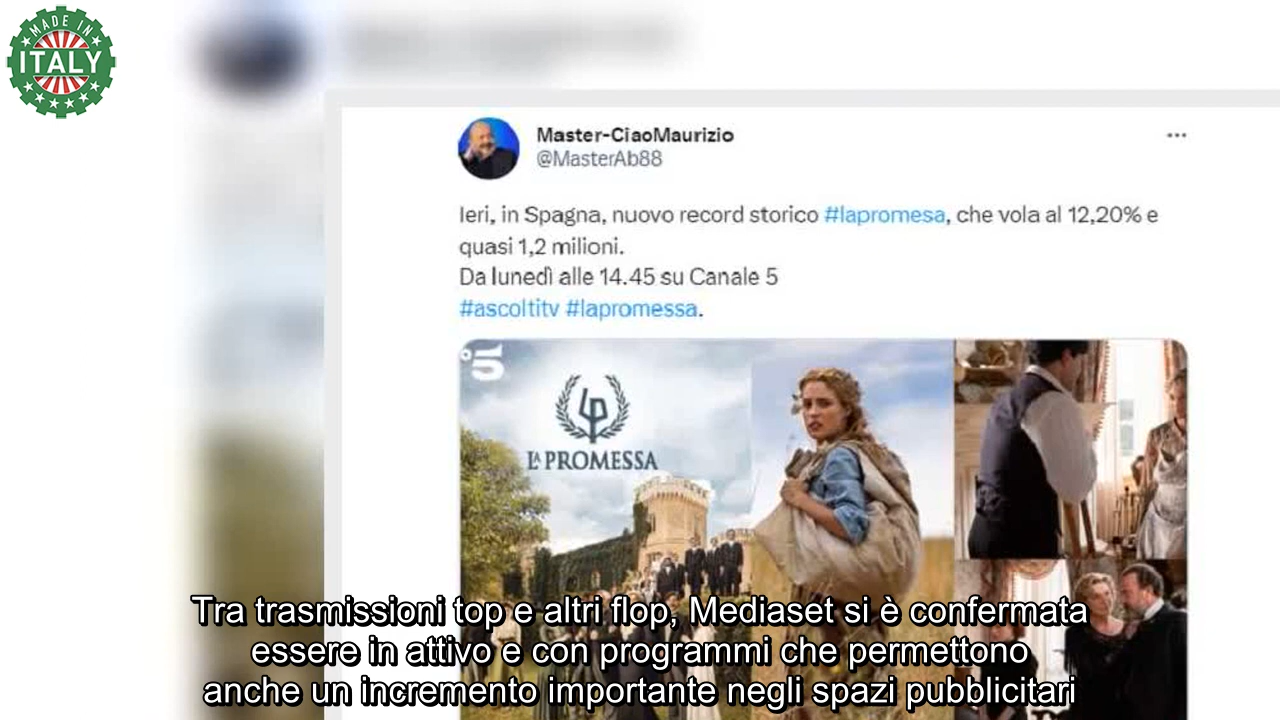 MADE IN
ITALY
Master-CiaoMaurizio
@MasterAb88
Ieri, in Spagna, nuovo record storico #lapromesa, che vola al 12,20% e
quasi 1,2 milioni.
Da lunedì alle 14.45 su Canale 5
#ascoltitv #lapromessa.
5
LP
LA PROMESSA
Tra trasmissioni top e altri flop, Mediaset si è confermata
essere in attivo e con programmi che permettono
anche un incremento importante negli spazi pubblicitari